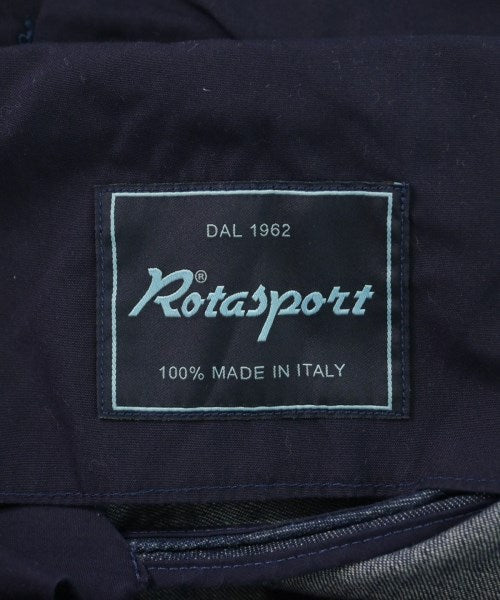 DAL 1962
Rotasport®
100% MADE IN ITALY